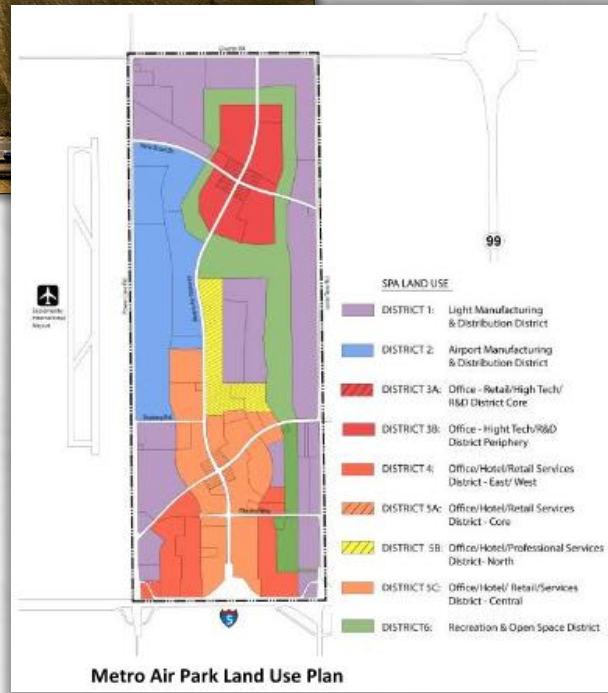 99
Sacramento
International
Airport
SPA LAND USE
DISTRICT 1: Light Manufacturing
& Distribution District
DISTRICT 2: Airport Manufacturing
& Distribution District
DISTRICT 3A: Office - Retail/High Tech/
R&D District Core
DISTRICT 3B: Office - Hight Tech/R&D
District Periphery
DISTRICT 4: Office/Hotel/Retail Services
District - East/ West
DISTRICT 5A: Office/Hotel/Retail Services
District - Core
DISTRICT 5B: Office/Hotel/Professional Services
District- North
DISTRICT 5C: Office/Hotel/ Retail/Services
District - Central
DISTRICT6: Recreation & Open Space District
5
Metro Air Park Land Use Plan